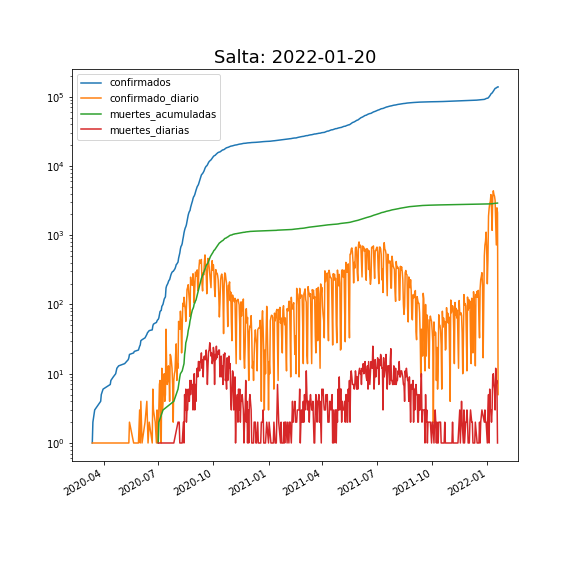 Salta: 2022-01-20
confirmados
confirmado_diario
muertes_acumuladas
muertes_diarias
10^5
10^4
10^3
10^2
10^1
10^0
2020-04 2020-07 2020-10 2021-01 2021-04 2021-07 2021-10 2022-01